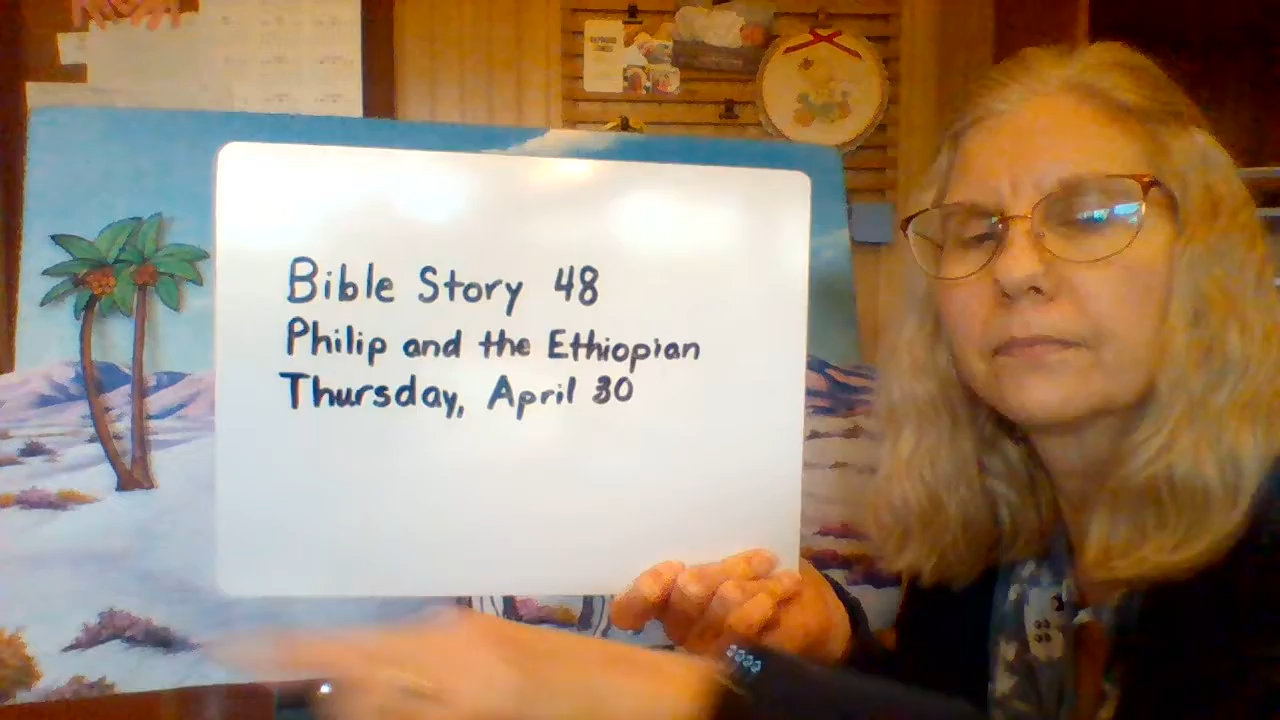 Bible Story 48
Philip and the Ethiopian
Thursday, April 30